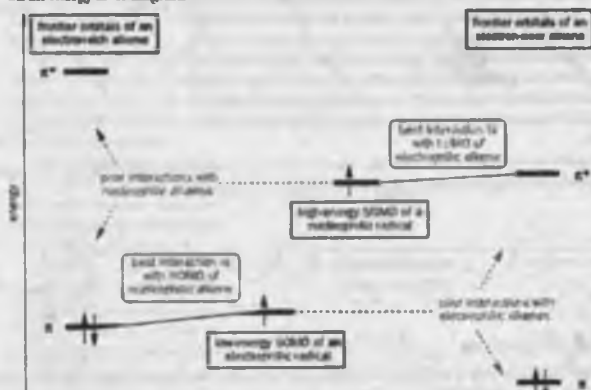 frontier orbitals of an
electron-rich alkene
frontier orbitals of an
electron-poor alkene
π*
best interaction is
with LUMO of
electrophilic alkene
poor interactions with
nucleophilic alkenes
π*
energy
high-energy SOMO of a
nucleophilic radical
best interaction is
with HOMO of
nucleophilic alkene
poor interactions with
electrophilic alkenes
π
low-energy SOMO of an
electrophilic radical
π